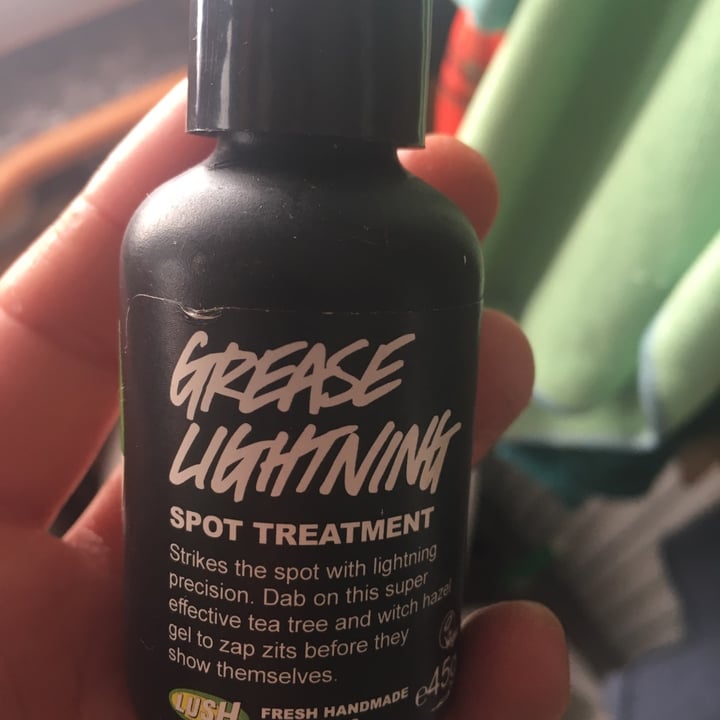 GREASE
LIGHTNING
SPOT TREATMENT
Strikes the spot with lightning
precision. Dab on this super
effective tea tree and witch hazel
gel to zap zits before they
show themselves.
LUSH FRESH HANDMADE ℮45g